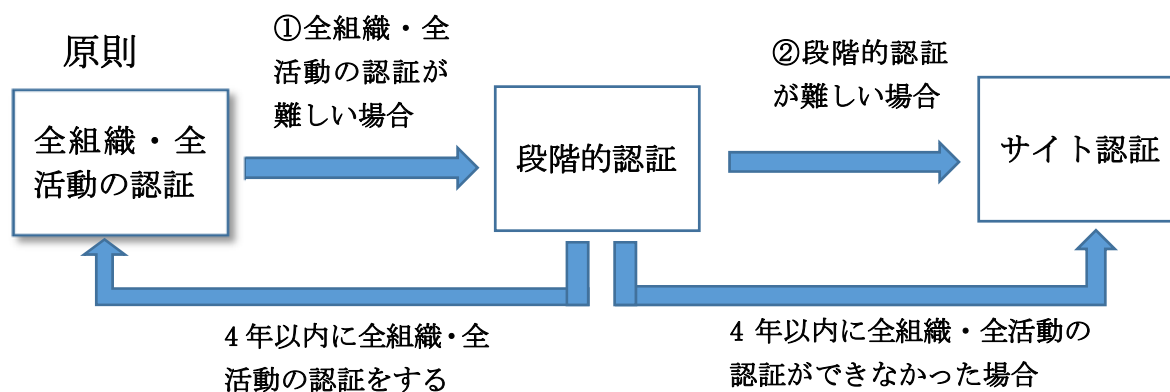 原則
全組織・全
活動の認証
①全組織・全
活動の認証が
難しい場合
段階的認証
②段階的認証
が難しい場合
サイト認証
4年以内に全組織・全
活動の認証をする
4 年以内に全組織・全活動の
認証ができなかった場合